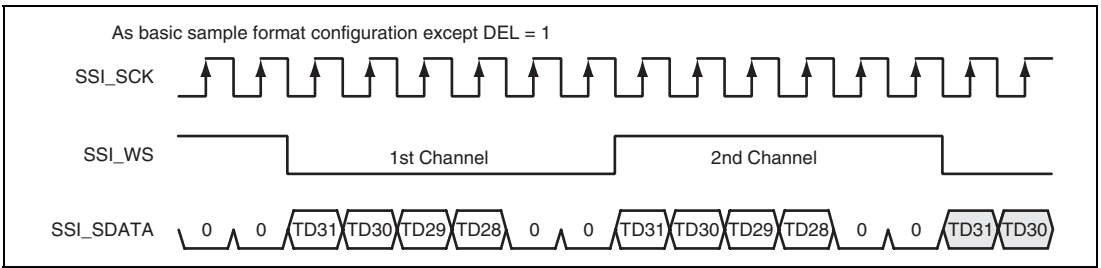 As basic sample format configuration except DEL = 1
SSI_SCK
SSI_WS 1st Channel 2nd Channel
SSI_SDATA 0 0 TD31 TD30 TD29 TD28 0 0 TD31 TD30 TD29 TD28 0 0 TD31 TD30